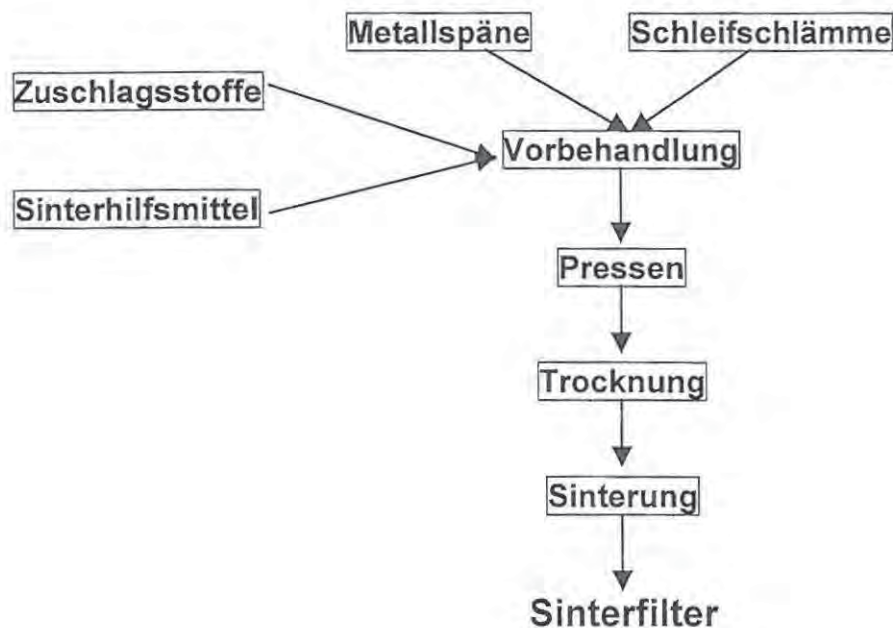 Metallspäne
Schleifschlämme
Zuschlagsstoffe
Vorbehandlung
Sinterhilfsmittel
Pressen
Trocknung
Sinterung
Sinterfilter